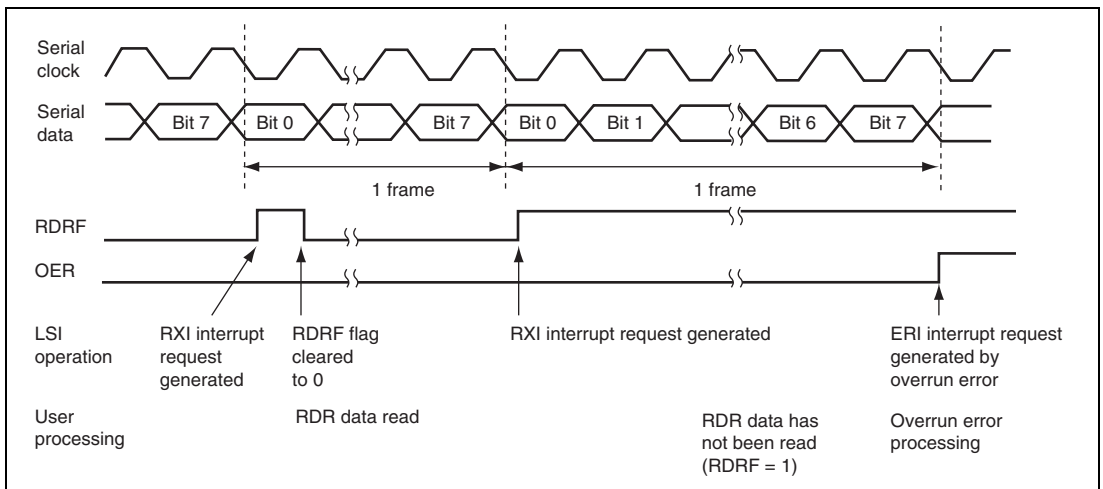 Serial
clock
Serial
data
Bit 7
Bit 0
Bit 7
Bit 0
Bit 1
Bit 6
Bit 7
1 frame
1 frame
RDRF
OER
LSI
operation
RXI interrupt
request
generated
RDRF flag
cleared
to 0
RXI interrupt request generated
ERI interrupt request
generated by
overrun error
User
processing
RDR data read
RDR data has
not been read
(RDRF = 1)
Overrun error
processing